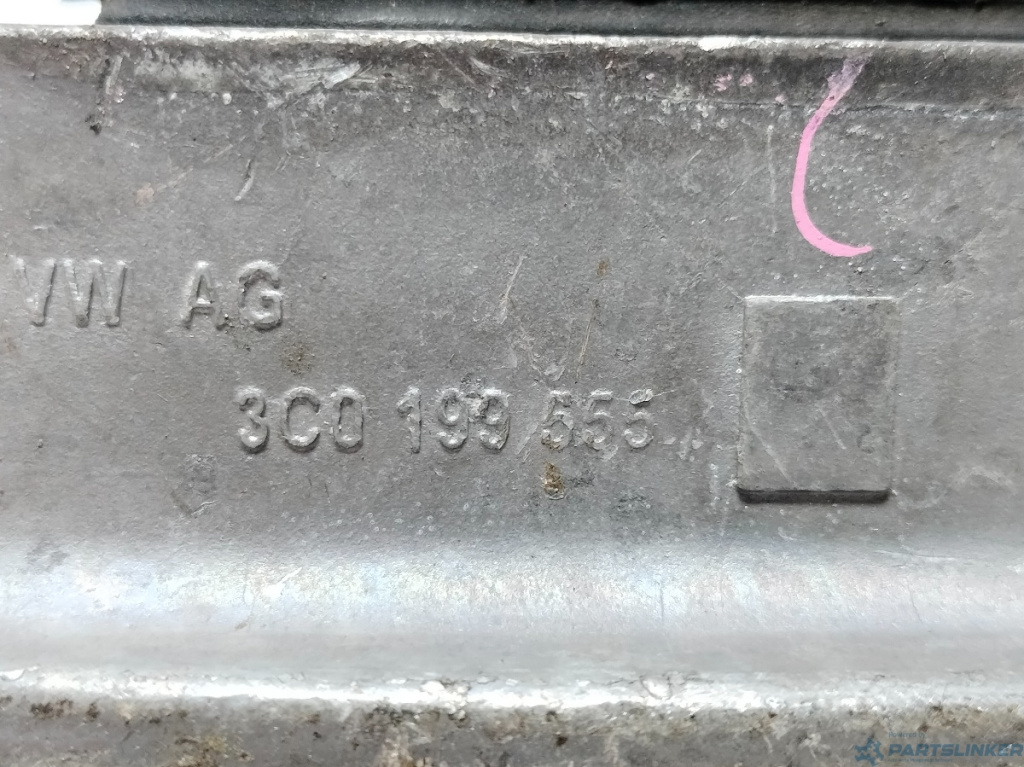 VW AG
3C0 199 555
PARTSLINKER